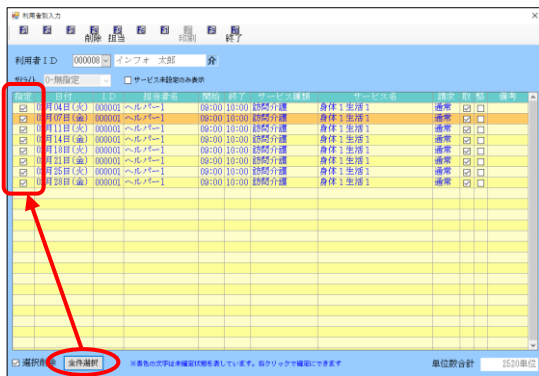 利用者別入力
削除 担当 印刷 終了
利用者ID 000008 インフォ 太郎 介
0-無指定 サービス未設定のみ表示
指定 日付 ID 担当者名 開始 終了 サービス種類 サービス名 請求 取 備考
月04日(火) 000001 ヘルパー1 09:00 10:00 訪問介護 身体1生活1 通常
月07日(金) 000001 ヘルパー1 09:00 10:00 訪問介護 身体1生活1 通常
月11日(火) 000001 ヘルパー1 09:00 10:00 訪問介護 身体1生活1 通常
月14日(金) 000001 ヘルパー1 09:00 10:00 訪問介護 身体1生活1 通常
月18日(火) 000001 ヘルパー1 09:00 10:00 訪問介護 身体1生活1 通常
月21日(金) 000001 ヘルパー1 09:00 10:00 訪問介護 身体1生活1 通常
月25日(火) 000001 ヘルパー1 09:00 10:00 訪問介護 身体1生活1 通常
月28日(金) 000001 ヘルパー1 09:00 10:00 訪問介護 身体1生活1 通常
選択削除 全件選択 ※青色の文字は未確定状態を表しています。右クリックで確定にできます 単位数合計 2520単位